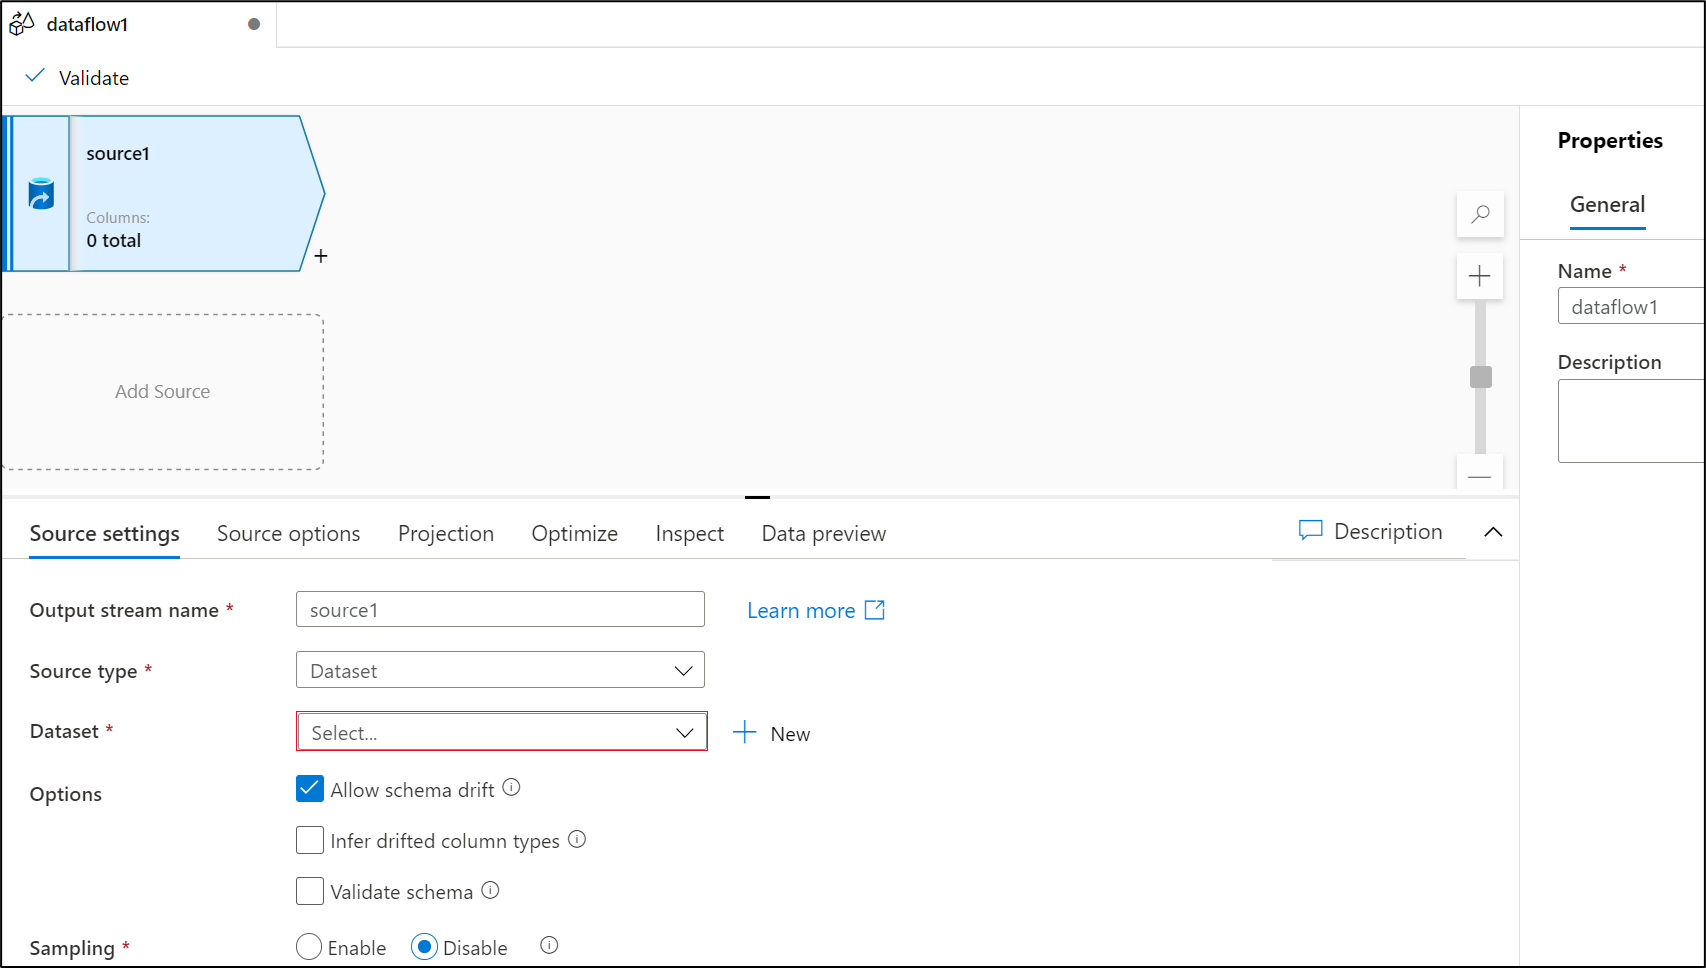 dataflow1
Validate
source1
Columns:
0 total
+
Add Source
Properties
General
Name *
dataflow1
Description
Source settings Source options Projection Optimize Inspect Data preview Description
Output stream name * source1 Learn more
Source type * Dataset
Dataset * Select... New
Options Allow schema drift
Infer drifted column types
Validate schema
Sampling * Enable Disable